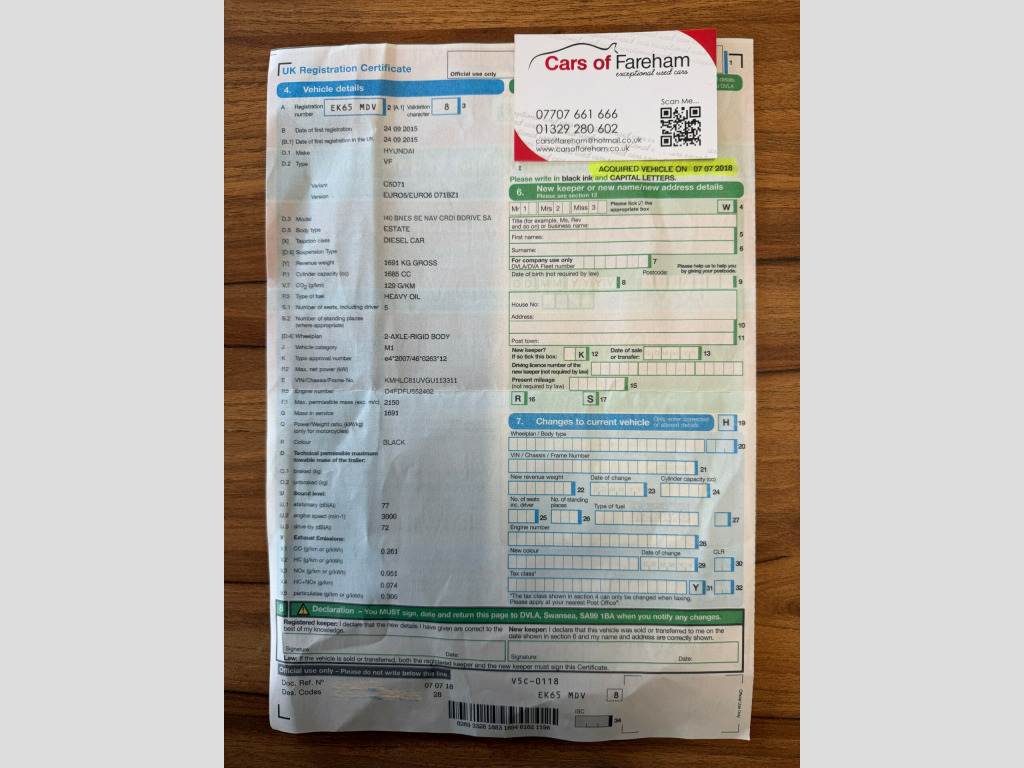 UK Registration Certificate
Official use only
Cars of Fareham
exceptional used cars
07707 661 666
01329 280 602
carsoffareham@hotmail.co.uk
www.carsoffareham.co.uk
Scan Me...
1
4. Vehicle details
A Registration number EK65 MDV 2 [A.1] Validation character 8 3
B Date of first registration 24 09 2015
[B.1] Date of first registration in the UK 24 09 2015
D.1 Make HYUNDAI
D.2 Type VF
Variant C5D71
Version EURO5/EURO6 D71BZ1
D.3 Model I40 BNES SE NAV CRDI BDRIVE SA
D.5 Body type ESTATE
[X] Taxation class DIESEL CAR
[D.6] Suspension Type
[Y] Revenue weight 1691 KG GROSS
P.1 Cylinder capacity (cc) 1685 CC
V.7 CO2 (g/km) 129 G/KM
P.3 Type of fuel HEAVY OIL
S.1 Number of seats, including driver 5
S.2 Number of standing places
(where appropriate)
[D.4] Wheelplan 2-AXLE-RIGID BODY
J Vehicle category M1
K Type approval number e4*2007/46*0263*12
P.2 Max. net power (kW)
E VIN/Chassis/Frame No. KMHLC81UVGU113311
P.5 Engine number D4FDFU552402
F.1 Max. permissible mass (exc. m/c) 2150
G Mass in service 1691
Q Power/Weight ratio (kW/kg)
(only for motorcycles)
R Colour BLACK
O Technical permissible maximum
towable mass of the trailer:
O.1 braked (kg)
O.2 unbraked (kg)
U Sound level:
U.1 stationary (dB(A)) 77
U.2 engine speed (min-1) 3000
U.3 drive-by (dB(A)) 72
V Exhaust Emissions:
V.1 CO (g/km or g/kWh) 0.261
V.2 HC (g/km or g/kWh)
V.3 NOx (g/km or g/kWh) 0.051
V.4 HC+NOx (g/km) 0.074
V.5 particulates (g/km or g/kWh) 0.306
ACQUIRED VEHICLE ON 07 07 2018
Please write in black ink and CAPITAL LETTERS.
6. New keeper or new name/new address details
Please see section 12
Mr 1 Mrs 2 Miss 3 Please tick the appropriate box W 4
Title (for example, Ms, Rev
and so on) or business name:
First names: 5
Surname: 6
For company use only
DVLA/DVA Fleet number 7
Please help us to help you
by giving your postcode.
Date of birth (not required by law) 8 Postcode: 9
House No:
Address: 10
Post town: 11
New keeper?
If so tick this box: K 12 Date of sale or transfer: 13
Driving licence number of the
new keeper (not required by law)
Present mileage
(not required by law) 15
R 16 S 17
7. Changes to current vehicle Only enter corrected or altered details H 19
Wheelplan / Body type 20
VIN / Chassis / Frame Number 21
New revenue weight 22 Date of change 23 Cylinder capacity (cc) 24
No. of seats inc. driver 25 No. of standing places 26 Type of fuel 27
Engine number 28
New colour Date of change 29 CLR 30
Tax class* Y 31 32
*The tax class shown in section 4 can only be changed when taxing.
Please apply at your nearest Post Office®.
8 Declaration – You MUST sign, date and return this page to DVLA, Swansea, SA99 1BA when you notify any changes.
Registered keeper: I declare that the new details I have given are correct to the
best of my knowledge.
Signature: Date:
New keeper: I declare that this vehicle was sold or transferred to me on the
date shown in section 6 and my name and address are correctly shown.
Signature: Date:
Law: If the vehicle is sold or transferred, both the registered keeper and the new keeper must sign this Certificate.
Official use only – Please do not write below this line.
Doc. Ref. Nº 07 07 18
Des. Codes 28
V5C-0118
EK65 MDV 8
34
Official Use Only